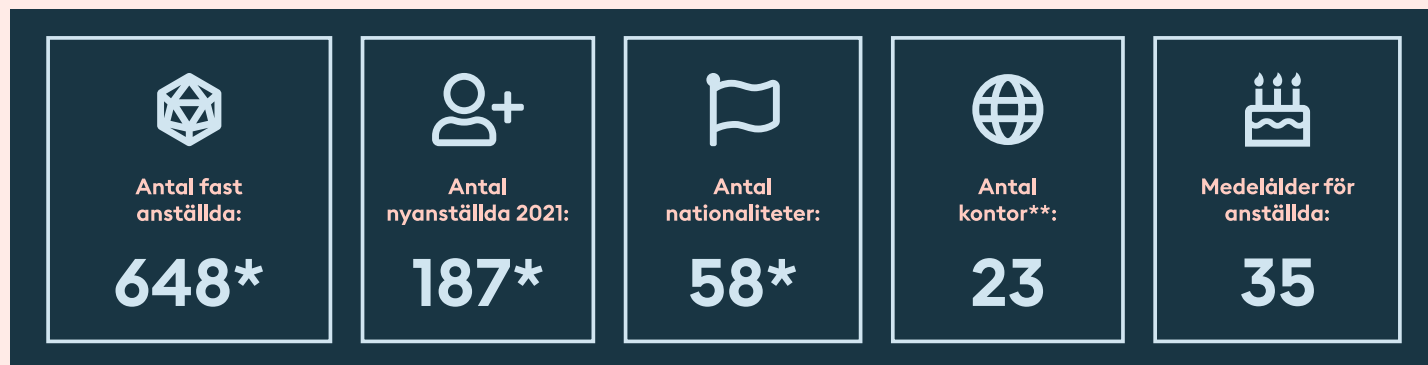 Antal fast
anställda:
648*
Antal
nyanställda 2021:
187*
Antal
nationaliteter:
58*
Antal
kontor**:
23
Medelålder för
anställda:
35